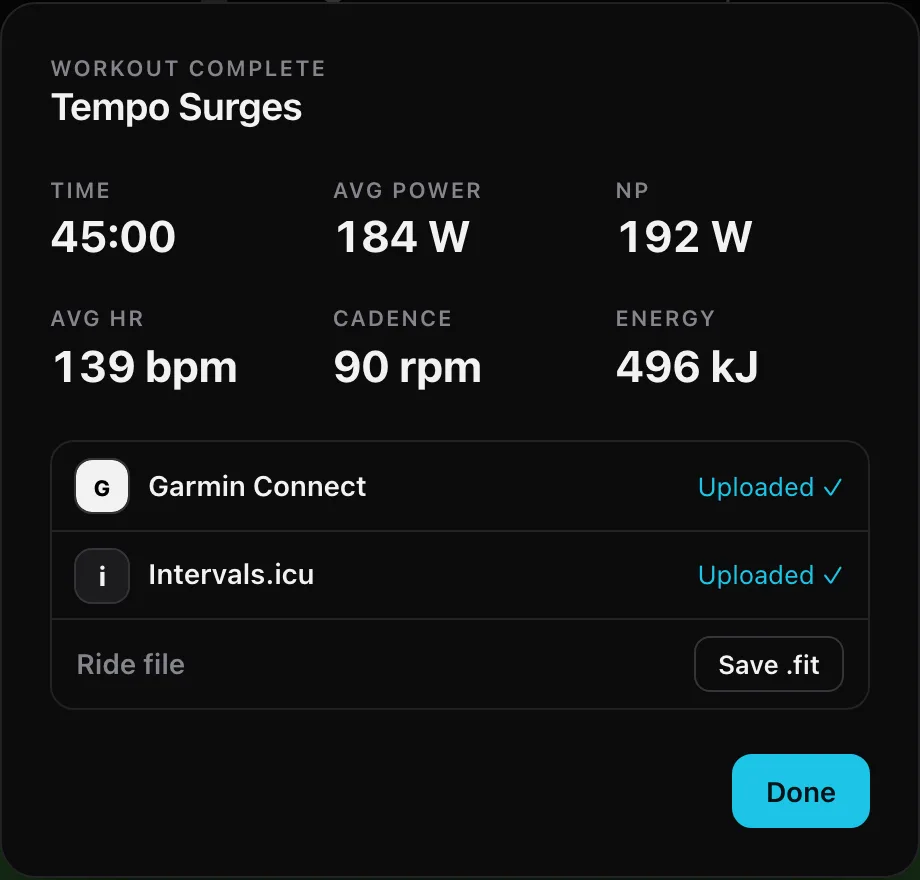 WORKOUT COMPLETE
Tempo Surges
TIME AVG POWER NP
45:00 184 W 192 W
AVG HR CADENCE ENERGY
139 bpm 90 rpm 496 kJ
G Garmin Connect Uploaded ✓
i Intervals.icu Uploaded ✓
Ride file Save .fit
Done